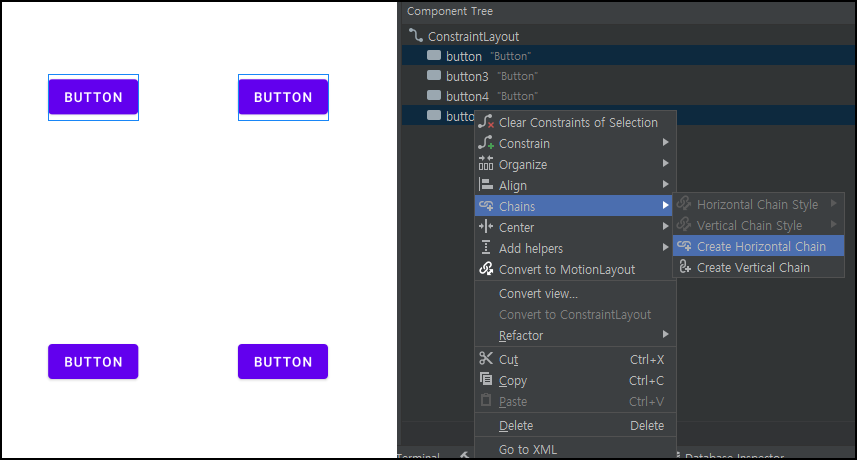 BUTTON
BUTTON
BUTTON
BUTTON
Component Tree
ConstraintLayout
button "Button"
button3 "Button"
button4 "Button"
Clear Constraints of Selection
Constrain
Organize
Align
Chains
Center
Add helpers
Convert to MotionLayout
Convert view...
Convert to ConstraintLayout
Refactor
Cut Ctrl+X
Copy Ctrl+C
Paste Ctrl+V
Delete Delete
Go to XML
Horizontal Chain Style
Vertical Chain Style
Create Horizontal Chain
Create Vertical Chain
Terminal
Database Inspector